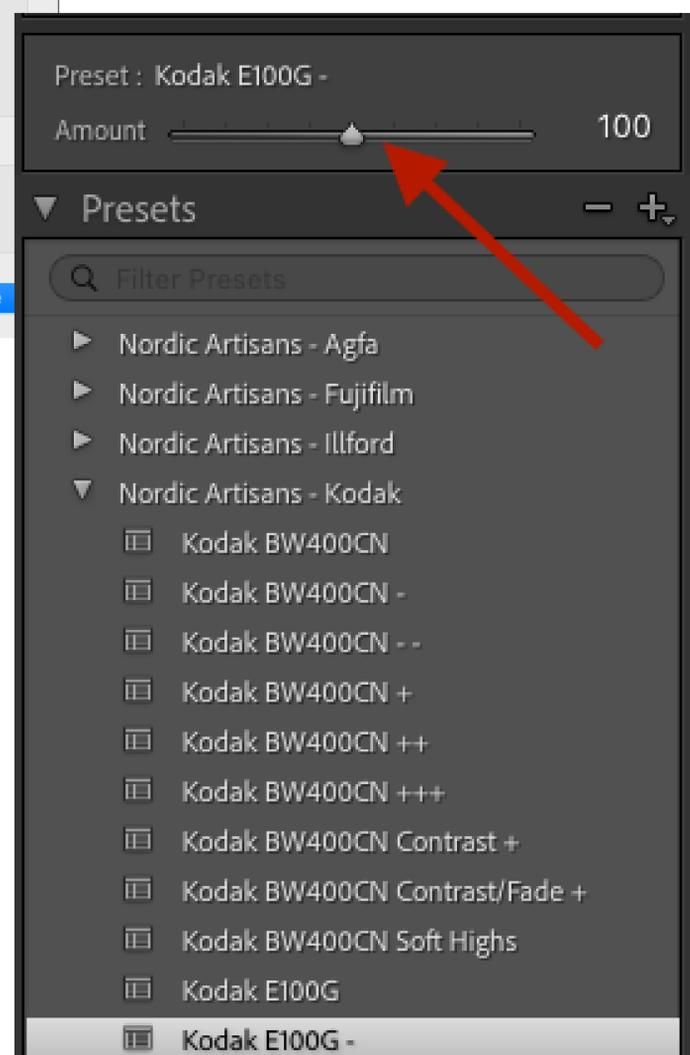 Preset : Kodak E100G -
Amount 100
Presets
Filter Presets
Nordic Artisans - Agfa
Nordic Artisans - Fujifilm
Nordic Artisans - Illford
Nordic Artisans - Kodak
Kodak BW400CN
Kodak BW400CN -
Kodak BW400CN - -
Kodak BW400CN +
Kodak BW400CN ++
Kodak BW400CN +++
Kodak BW400CN Contrast +
Kodak BW400CN Contrast/Fade +
Kodak BW400CN Soft Highs
Kodak E100G
Kodak E100G -